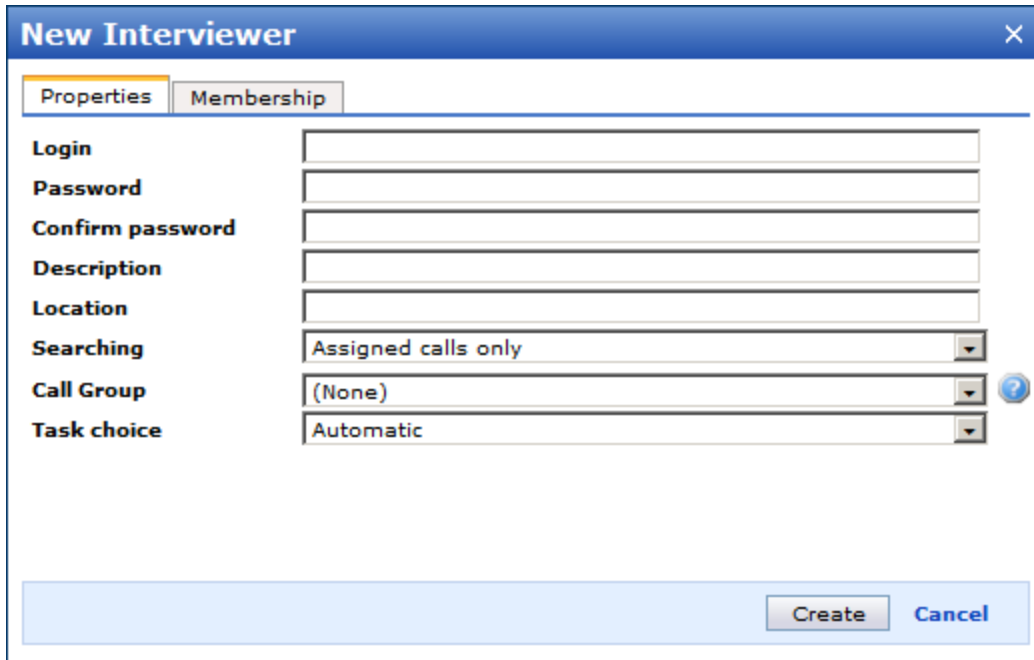 New Interviewer
Properties Membership
Login
Password
Confirm password
Description
Location
Searching Assigned calls only
Call Group (None) ?
Task choice Automatic
Create Cancel